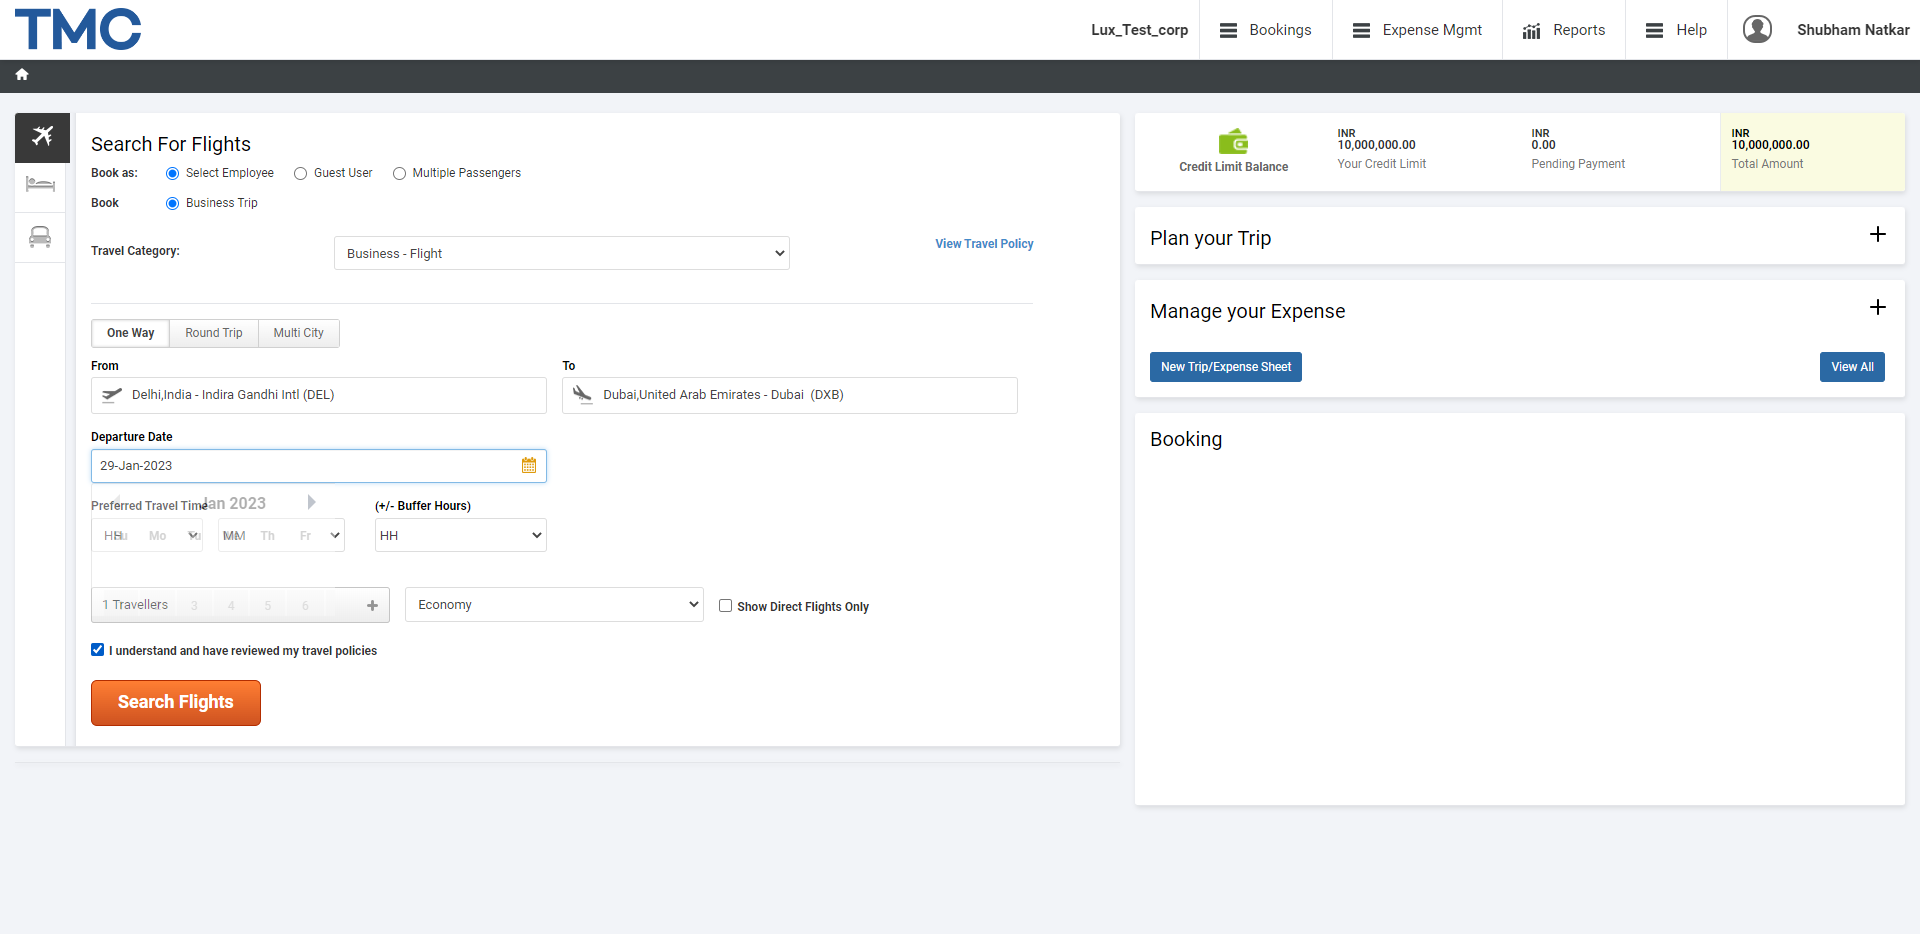 TMC
Lux_Test_corp
Bookings
Expense Mgmt
Reports
Help
Shubham Natkar
Search For Flights
Book as:
Select Employee
Guest User
Multiple Passengers
Book
Business Trip
Travel Category:
Business - Flight
View Travel Policy
One Way
Round Trip
Multi City
From
To
Delhi,India - Indira Gandhi Intl (DEL)
Dubai,United Arab Emirates - Dubai (DXB)
Departure Date
29-Jan-2023
Preferred Travel Time
Jan 2023
(+/- Buffer Hours)
HH
Su
Mo
Tu
MM
Th
Fr
HH
1 Travellers
3
4
5
6
Economy
Show Direct Flights Only
I understand and have reviewed my travel policies
Search Flights
Credit Limit Balance
INR
10,000,000.00
Your Credit Limit
INR
0.00
Pending Payment
INR
10,000,000.00
Total Amount
Plan your Trip
Manage your Expense
New Trip/Expense Sheet
View All
Booking